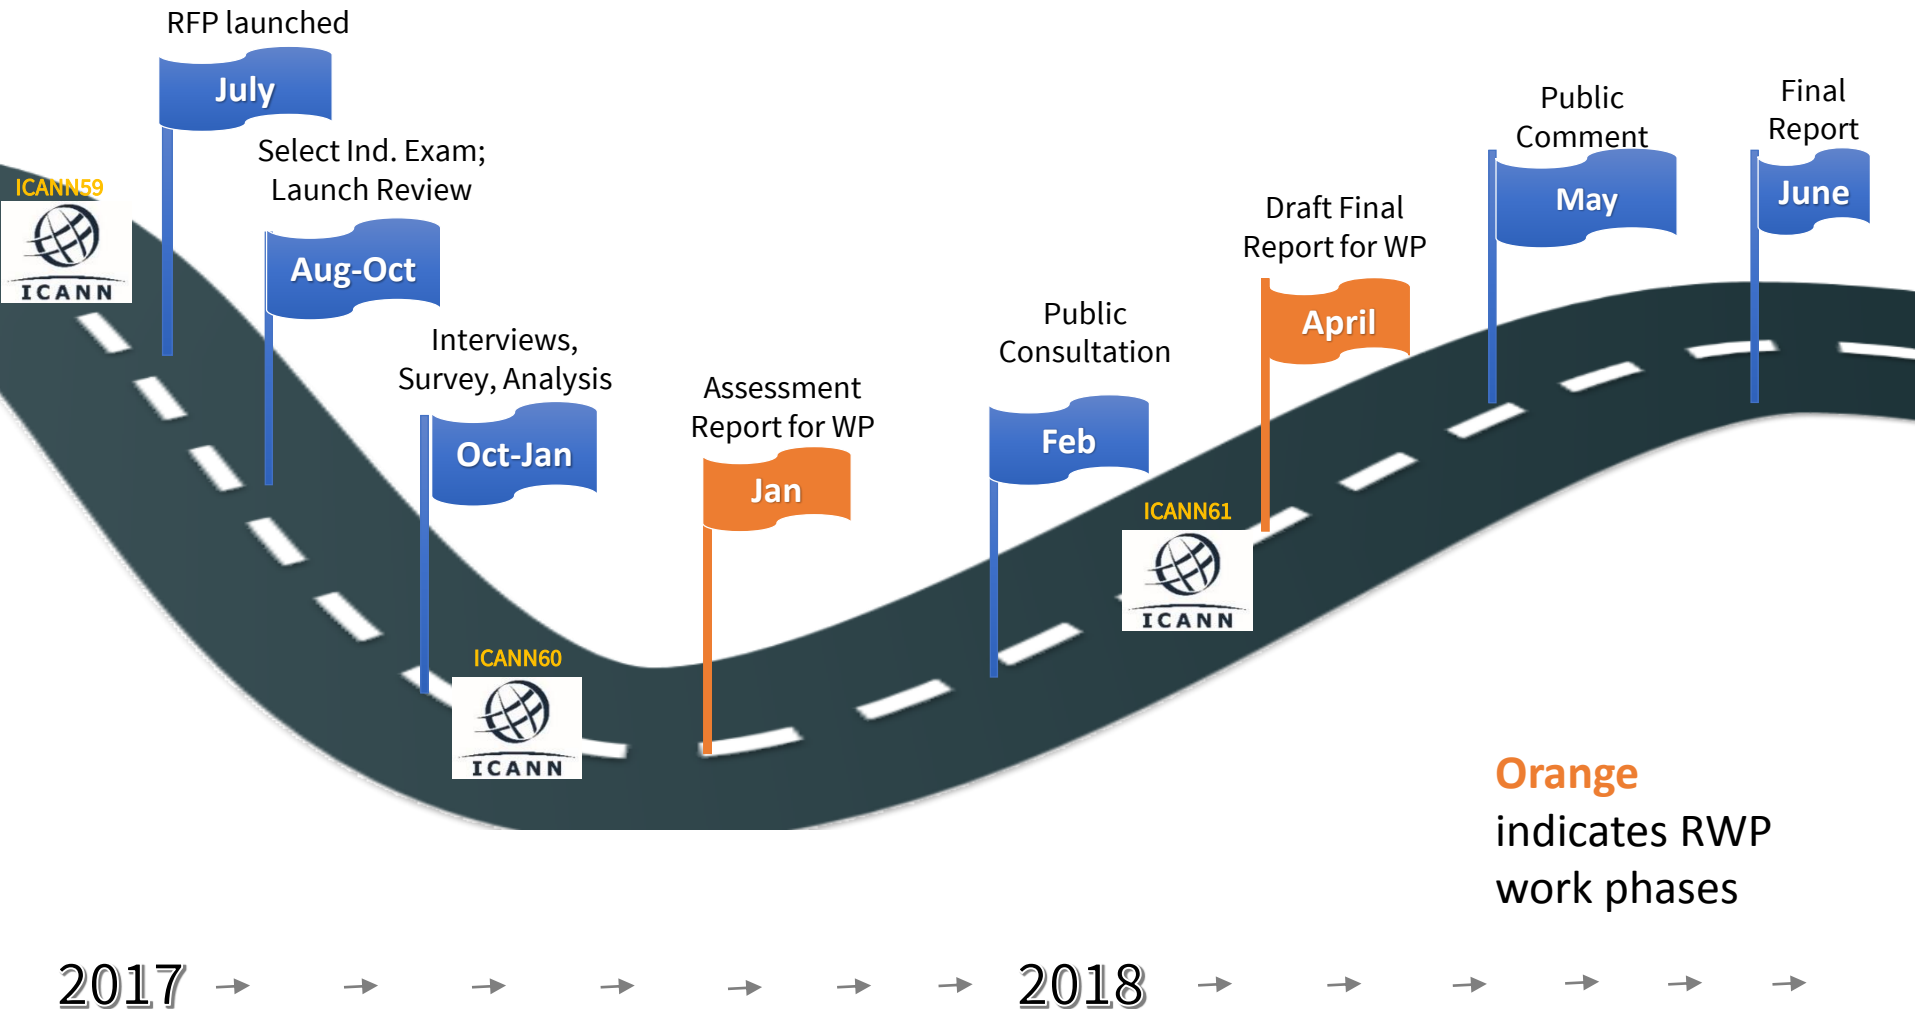 RFP launched
July
ICANN59
ICANN
Select Ind. Exam;
Launch Review
Aug-Oct
Interviews,
Survey, Analysis
Oct-Jan
ICANN60
ICANN
Assessment
Report for WP
Jan
Public
Consultation
Feb
ICANN61
ICANN
Draft Final
Report for WP
April
Public
Comment
May
Final
Report
June
Orange
indicates RWP
work phases
2017
2018